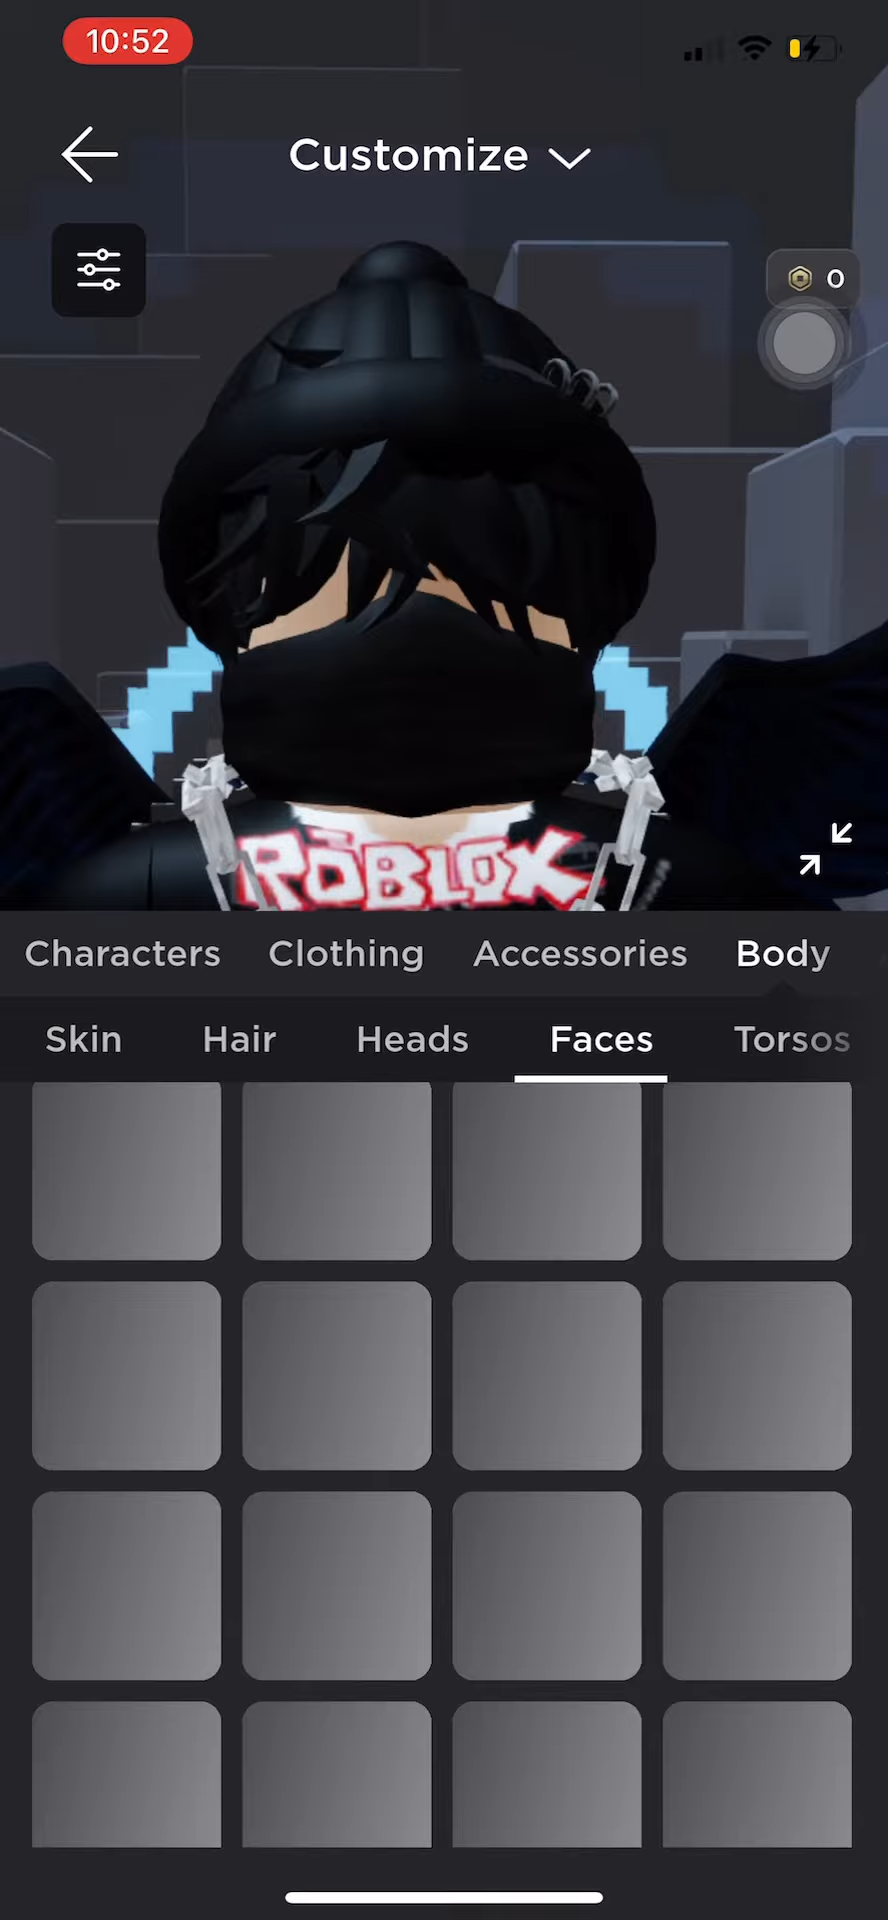 10:52
Customize
0
ROBLOX
Characters Clothing Accessories Body
Skin Hair Heads Faces Torsos